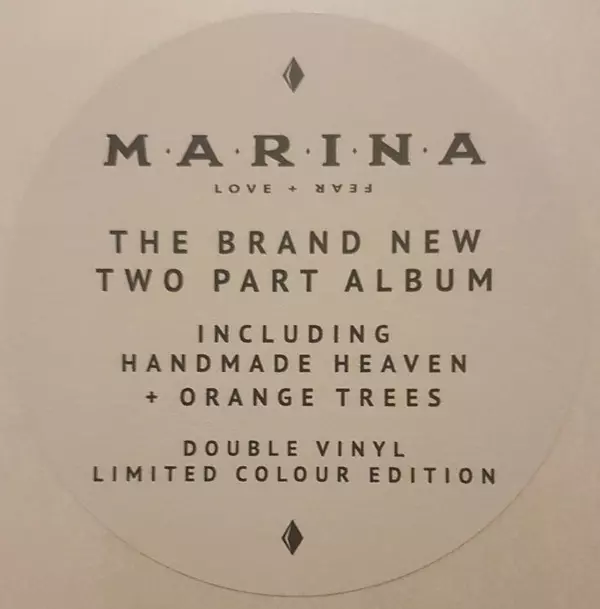 M·A·R·I·N·A
LOVE + FEAR
THE BRAND NEW
TWO PART ALBUM
INCLUDING
HANDMADE HEAVEN
+ ORANGE TREES
DOUBLE VINYL
LIMITED COLOUR EDITION